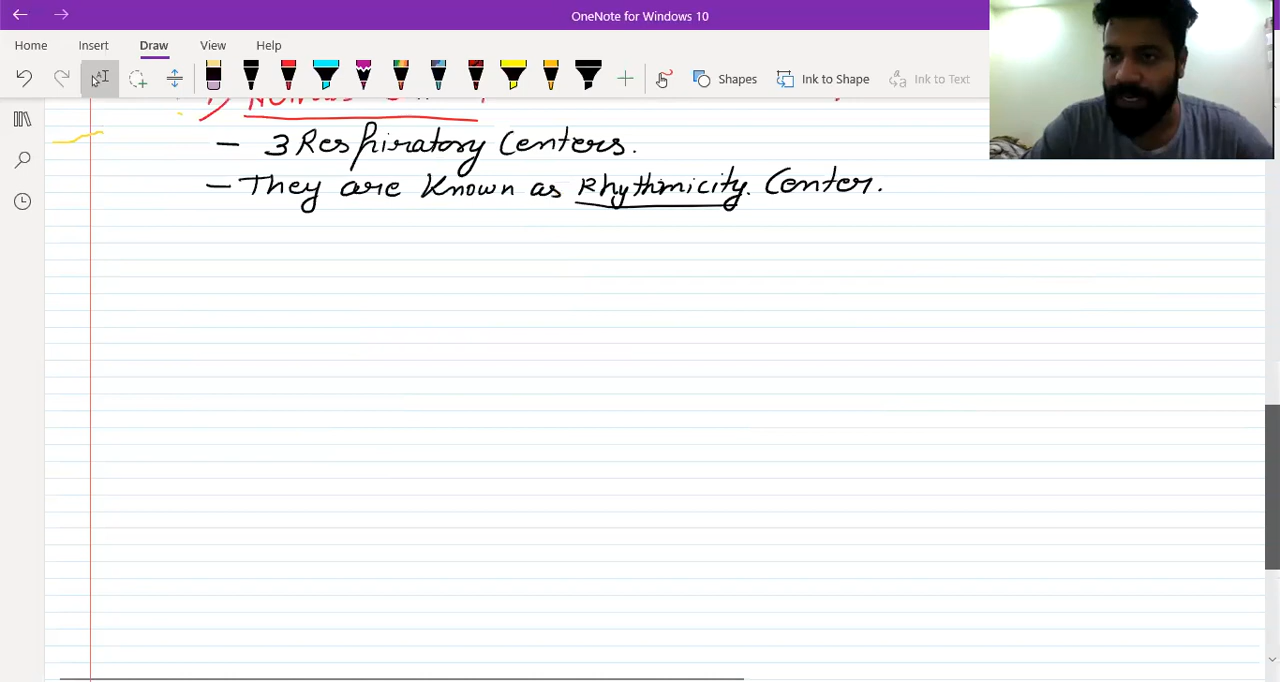 OneNote for Windows 10
Home Insert Draw View Help
Shapes Ink to Shape Ink to Text
- 3 Respiratory Centers.
- They are Known as Rhythmicity. Center.